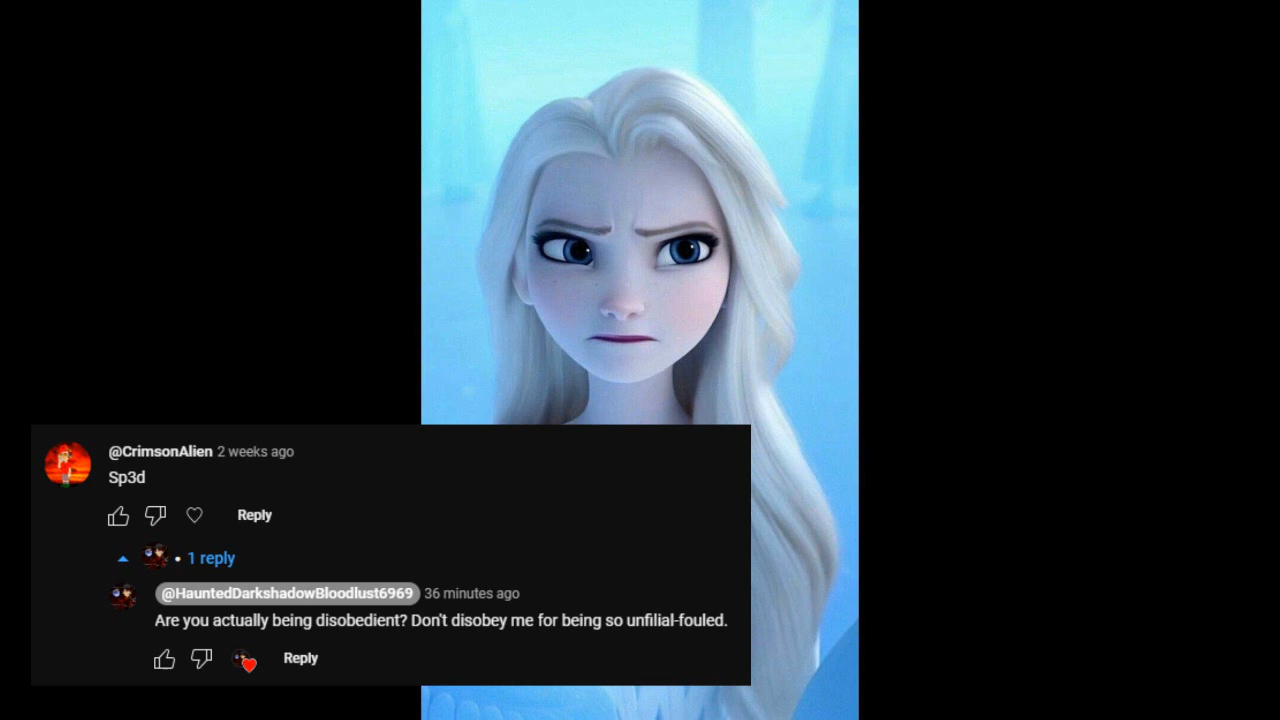 @CrimsonAlien 2 weeks ago
Sp3d
Reply
1 reply
@HauntedDarkshadowBloodlust6969 36 minutes ago
Are you actually being disobedient? Don't disobey me for being so unfilial-fouled.
Reply